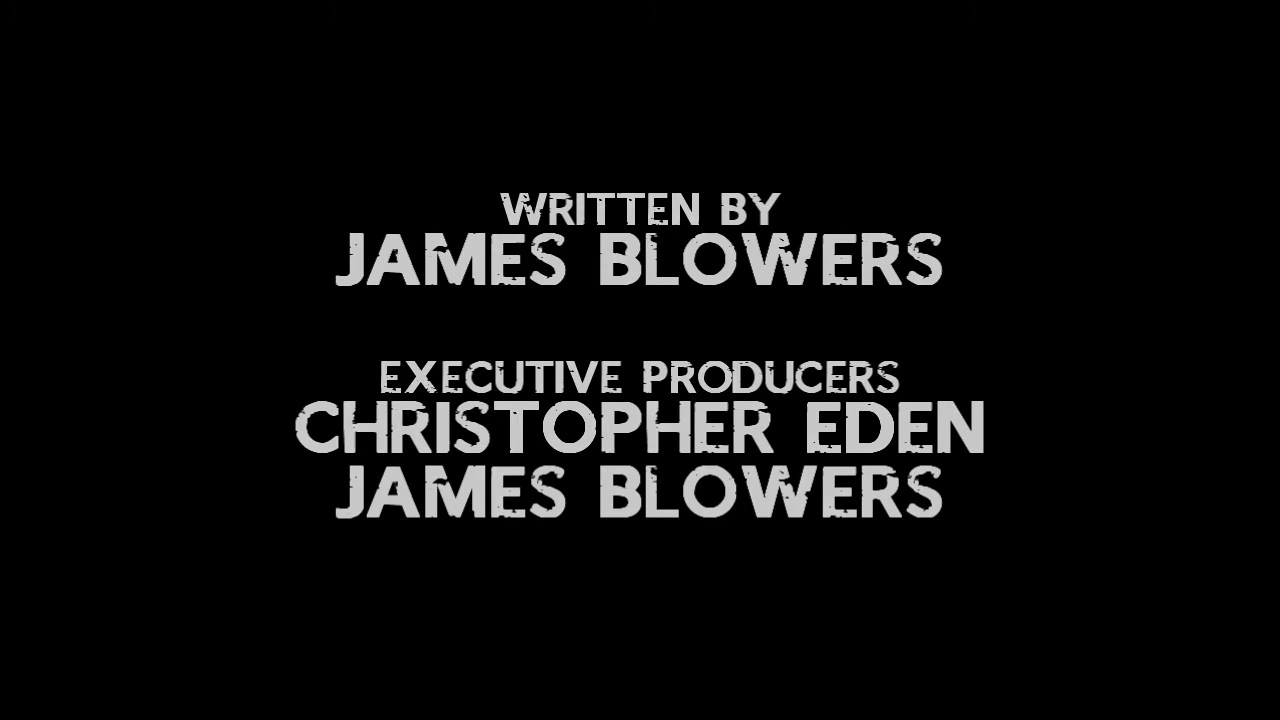 WRITTEN BY
JAMES BLOWERS
EXECUTIVE PRODUCERS
CHRISTOPHER EDEN
JAMES BLOWERS